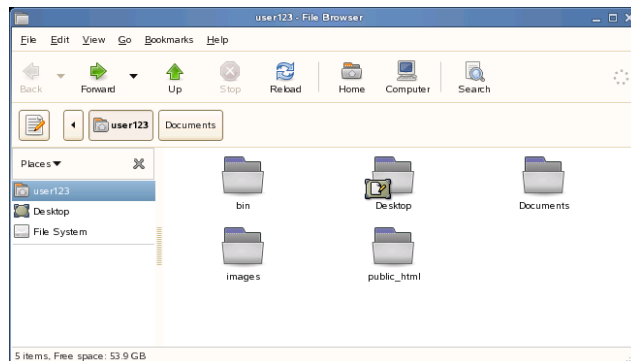 user123 - File Browser
File Edit View Go Bookmarks Help
Back Forward Up Stop Reload Home Computer Search
user123 Documents
Places
user123
Desktop
File System
bin Desktop Documents
images public_html
5 items, Free space: 53.9 GB